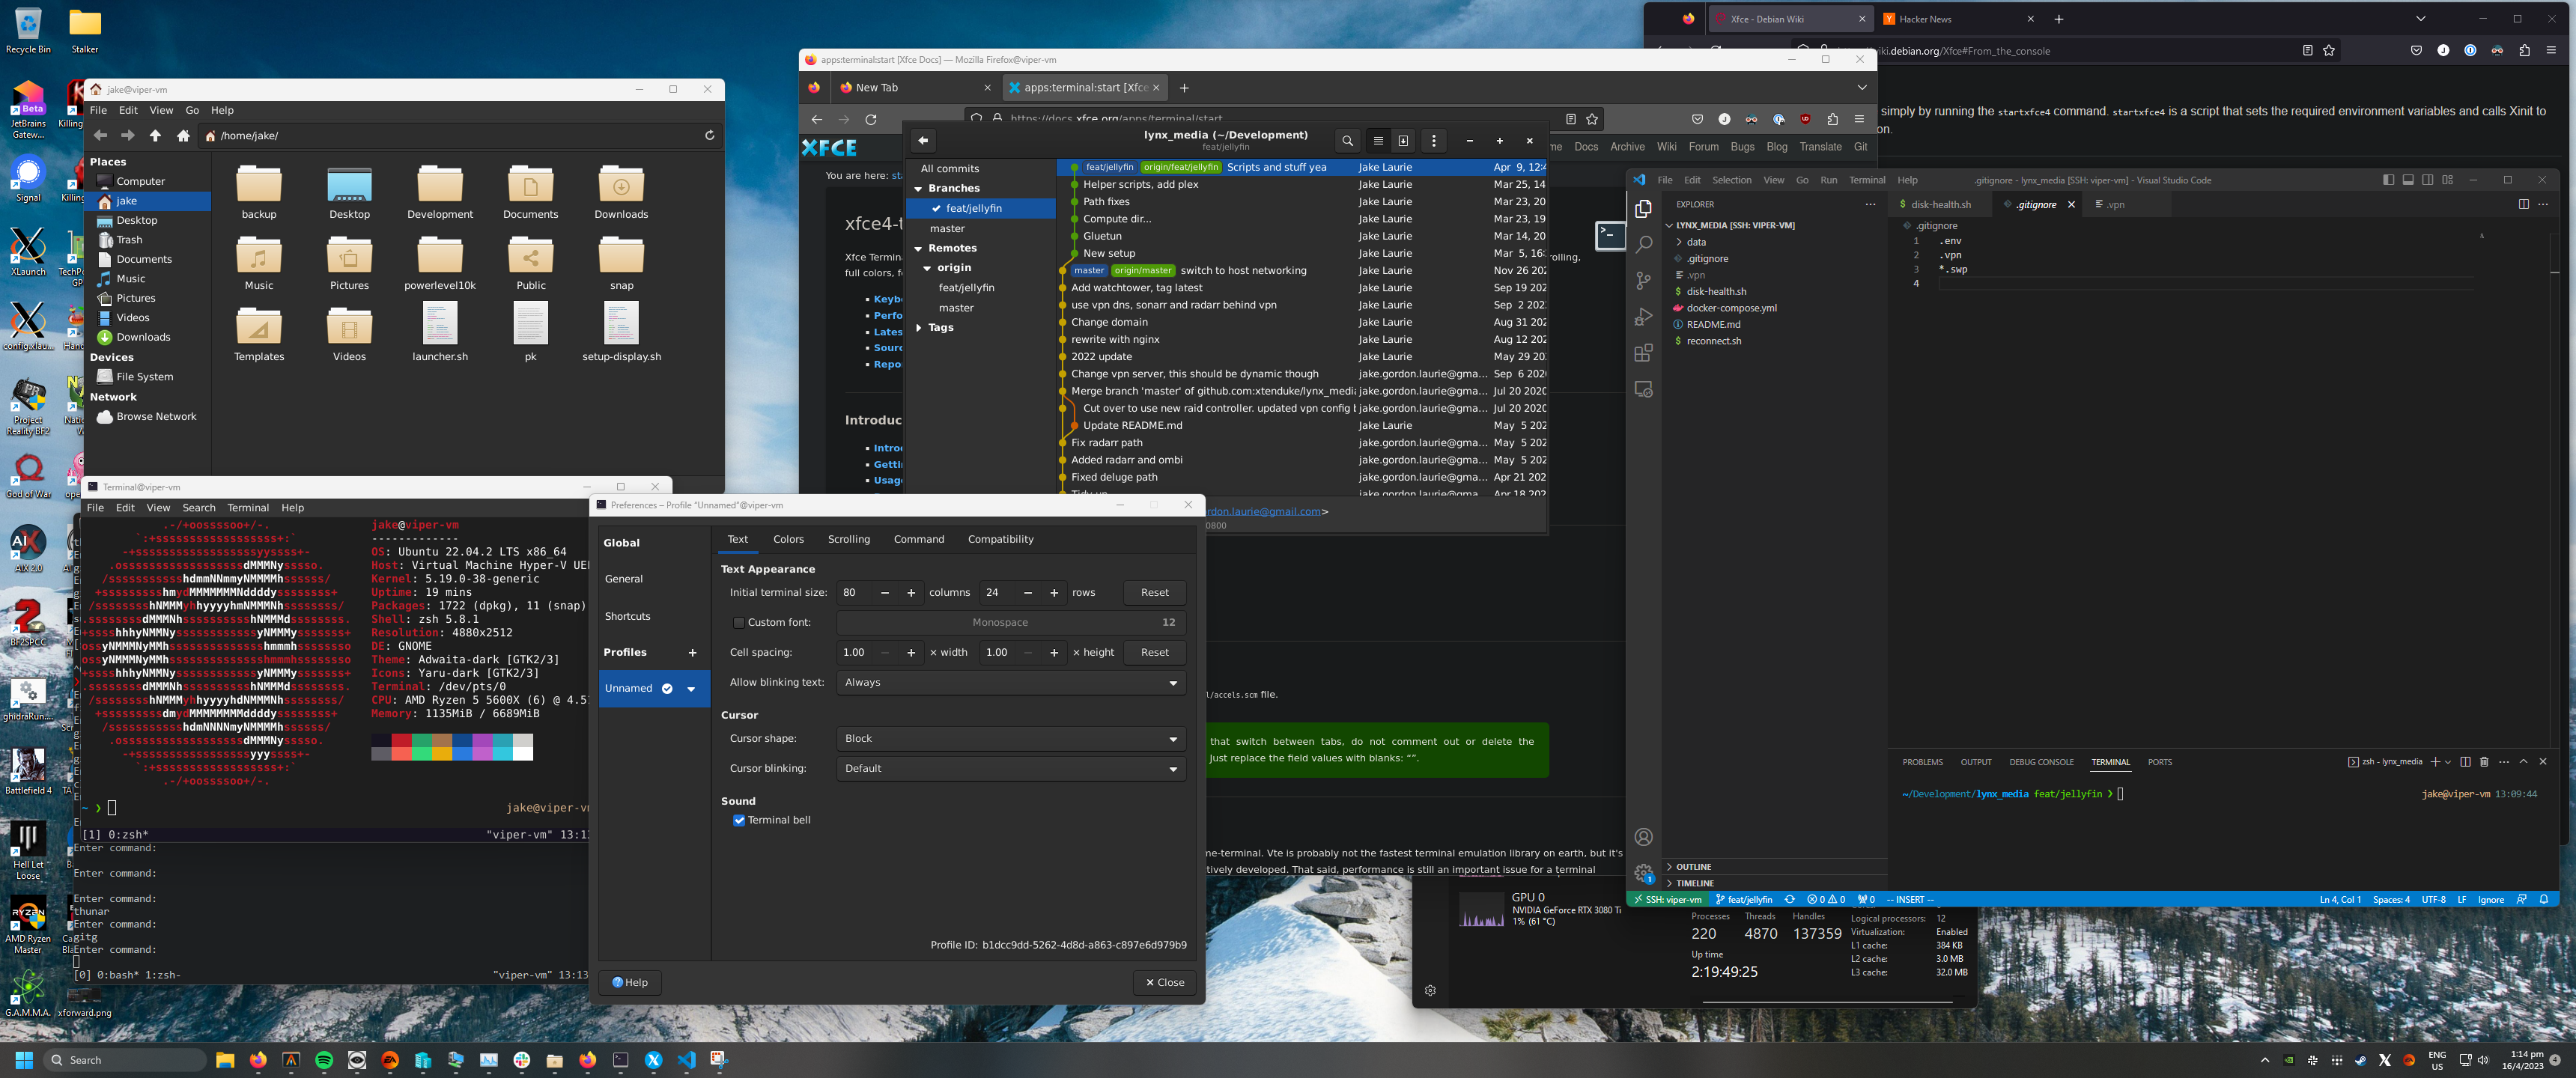 Recycle Bin
Stalker
JetBrains
Gatew...
Signal
XLaunch
config.xlau...
Project
Reality BF2
God of War
AIX 2.0
BF2SPCC
ghidraRun....
Battlefield 4
Hell Let
Loose
AMD Ryzen
Master
G.A.M.M.A.
xforward.png
Beta
jake@viper-vm
File Edit View Go Help
/home/jake/
Places
Computer
jake
Desktop
Trash
Documents
Music
Pictures
Videos
Downloads
Devices
File System
Network
Browse Network
backup
Desktop
Development
Documents
Downloads
Music
Pictures
powerlevel10k
Public
snap
Templates
Videos
launcher.sh
pk
setup-display.sh
Terminal@viper-vm
File Edit View Search Terminal Help
jake@viper-vm
-------------
OS: Ubuntu 22.04.2 LTS x86_64
Host: Virtual Machine Hyper-V UEI
Kernel: 5.19.0-38-generic
Uptime: 19 mins
Packages: 1722 (dpkg), 11 (snap)
Shell: zsh 5.8.1
Resolution: 4880x2512
DE: GNOME
Theme: Adwaita-dark [GTK2/3]
Icons: Yaru-dark [GTK2/3]
Terminal: /dev/pts/0
CPU: AMD Ryzen 5 5600X (6) @ 4.5
Memory: 1135MiB / 6689MiB
~ ❯
jake@viper-vm
[1] 0:zsh*
"viper-vm" 13:1
Enter command:
Enter command:
Enter command:
thunar
Enter command:
gitg
Enter command:
[0] 0:bash* 1:zsh-
"viper-vm" 13:13
Preferences – Profile "Unnamed"@viper-vm
Global
General
Shortcuts
Profiles +
Unnamed
Text Colors Scrolling Command Compatibility
Text Appearance
Initial terminal size: 80 − + columns 24 − + rows Reset
Custom font: Monospace 12
Cell spacing: 1.00 − + × width 1.00 − + × height Reset
Allow blinking text: Always
Cursor
Cursor shape: Block
Cursor blinking: Default
Sound
Terminal bell
Profile ID: b1dcc9dd-5262-4d8d-a863-c897e6d979b9
Help
Close
apps:terminal:start [Xfce Docs] — Mozilla Firefox@viper-vm
New Tab
apps:terminal:start [Xfce
https://docs.xfce.org/apps/terminal/start
XFCE
me Docs Archive Wiki Forum Bugs Blog Translate Git
You are here: sta
xfce4-t
Xfce Termina
full colors, fo
olling,
Keybo
Perfo
Lates
Sourc
Repo
Introduc
Intro
Getti
Usag
l/accels.scm file.
that switch between tabs, do not comment out or delete the
Just replace the field values with blanks: "".
me-terminal. Vte is probably not the fastest terminal emulation library on earth, but it's
tively developed. That said, performance is still an important issue for a terminal
lynx_media (~/Development)
feat/jellyfin
All commits
Branches
feat/jellyfin
master
Remotes
origin
feat/jellyfin
master
Tags
feat/jellyfin origin/feat/jellyfin Scripts and stuff yea Jake Laurie Apr 9, 12:4
Helper scripts, add plex Jake Laurie Mar 25, 14
Path fixes Jake Laurie Mar 23, 20
Compute dir... Jake Laurie Mar 23, 19
Gluetun Jake Laurie Mar 14, 20
New setup Jake Laurie Mar 5, 16:
master origin/master switch to host networking Jake Laurie Nov 26 202
Add watchtower, tag latest Jake Laurie Sep 19 202
use vpn dns, sonarr and radarr behind vpn Jake Laurie Sep 2 202
Change domain Jake Laurie Aug 31 202
rewrite with nginx Jake Laurie Aug 12 202
2022 update Jake Laurie May 29 20
Change vpn server, this should be dynamic though jake.gordon.laurie@gma... Sep 6 202
Merge branch 'master' of github.com:xtenduke/lynx_media jake.gordon.laurie@gma... Jul 20 2020
Cut over to use new raid controller. updated vpn config jake.gordon.laurie@gma... Jul 20 2020
Update README.md Jake Laurie May 5 202
Fix radarr path jake.gordon.laurie@gma... May 5 202
Added radarr and ombi jake.gordon.laurie@gma... May 5 202
Fixed deluge path jake.gordon.laurie@gma... Apr 21 202
Tidy up jake.gordon.laurie@gma... Apr 18 202
ordon.laurie@gmail.com>
0800
Xfce - Debian Wiki
Hacker News
iki.debian.org/Xfce#From_the_console
simply by running the startxfce4 command. startxfce4 is a script that sets the required environment variables and calls Xinit to
on.
File Edit Selection View Go Run Terminal Help
.gitignore - lynx_media [SSH: viper-vm] - Visual Studio Code
EXPLORER
LYNX_MEDIA [SSH: VIPER-VM]
data
.gitignore
.vpn
disk-health.sh
docker-compose.yml
README.md
reconnect.sh
OUTLINE
TIMELINE
disk-health.sh
.gitignore
.vpn
.gitignore
1 .env
2 .vpn
3 *.swp
4
PROBLEMS OUTPUT DEBUG CONSOLE TERMINAL PORTS
zsh - lynx_media
~/Development/lynx_media feat/jellyfin ❯
jake@viper-vm 13:09:44
SSH: viper-vm feat/jellyfin 0 0 0 -- INSERT --
Ln 4, Col 1 Spaces: 4 UTF-8 LF Ignore
GPU 0
NVIDIA GeForce RTX 3080 Ti
1% (61 °C)
Processes Threads Handles
220 4870 137359
Up time
2:19:49:25
Logical processors: 12
Virtualization: Enabled
L1 cache: 384 KB
L2 cache: 3.0 MB
L3 cache: 32.0 MB
Search
ENG
US
1:14 pm
16/4/2023
4